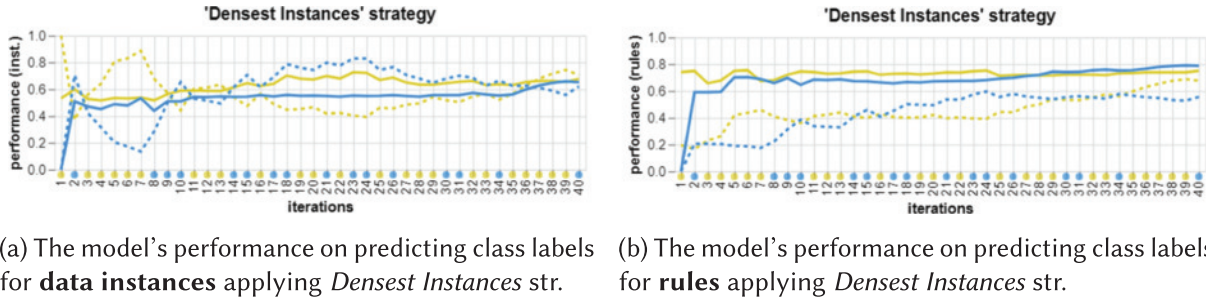 'Densest Instances' strategy
performance (inst.)
1.0
0.8
0.6
0.4
0.2
0.0
1 2 3 4 5 6 7 8 9 10 11 12 13 14 15 16 17 18 19 20 21 22 23 24 25 26 27 28 29 30 31 32 33 34 35 36 37 38 39 40
iterations
(a) The model's performance on predicting class labels
for data instances applying Densest Instances str.
'Densest Instances' strategy
performance (rules)
1.0
0.8
0.6
0.4
0.2
0.0
1 2 3 4 5 6 7 8 9 10 11 12 13 14 15 16 17 18 19 20 21 22 23 24 25 26 27 28 29 30 31 32 33 34 35 36 37 38 39 40
iterations
(b) The model's performance on predicting class labels
for rules applying Densest Instances str.